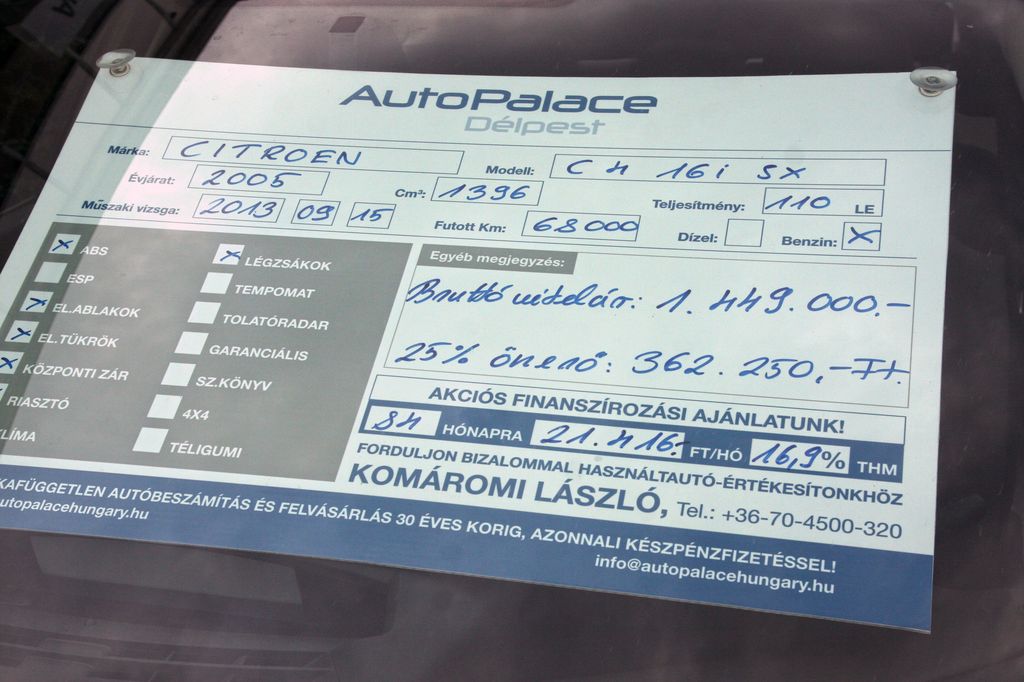 AutoPalace
Délpest
Márka: CITROEN Modell: C4 16i SX
Évjárat: 2005 Cm³: 1396 Teljesítmény: 110 LE
Műszaki vizsga: 2013 09 15 Futott Km: 68000 Dízel: Benzin: X
X ABS X LÉGZSÁKOK
ESP TEMPOMAT
X EL.ABLAKOK TOLATÓRADAR
X EL.TÜKRÖK GARANCIÁLIS
X KÖZPONTI ZÁR SZ.KÖNYV
RIASZTÓ 4X4
TÉLIGUMI
Egyéb megjegyzés:
Bruttó vételár: 1.449.000.-
25% önerő: 362.250,-Ft.
AKCIÓS FINANSZÍROZÁSI AJÁNLATUNK!
84 HÓNAPRA 21.416.- FT/HÓ 16,9% THM
FORDULJON BIZALOMMAL HASZNÁLTAUTÓ-ÉRTÉKESÍTONKHÖZ
KOMÁROMI LÁSZLÓ, Tel.: +36-70-4500-320
AUTÓBESZÁMÍTÁS ÉS FELVÁSÁRLÁS 30 ÉVES KORIG, AZONNALI KÉSZPÉNZFIZETÉSSEL!
utopalacehungary.hu info@autopalacehungary.hu